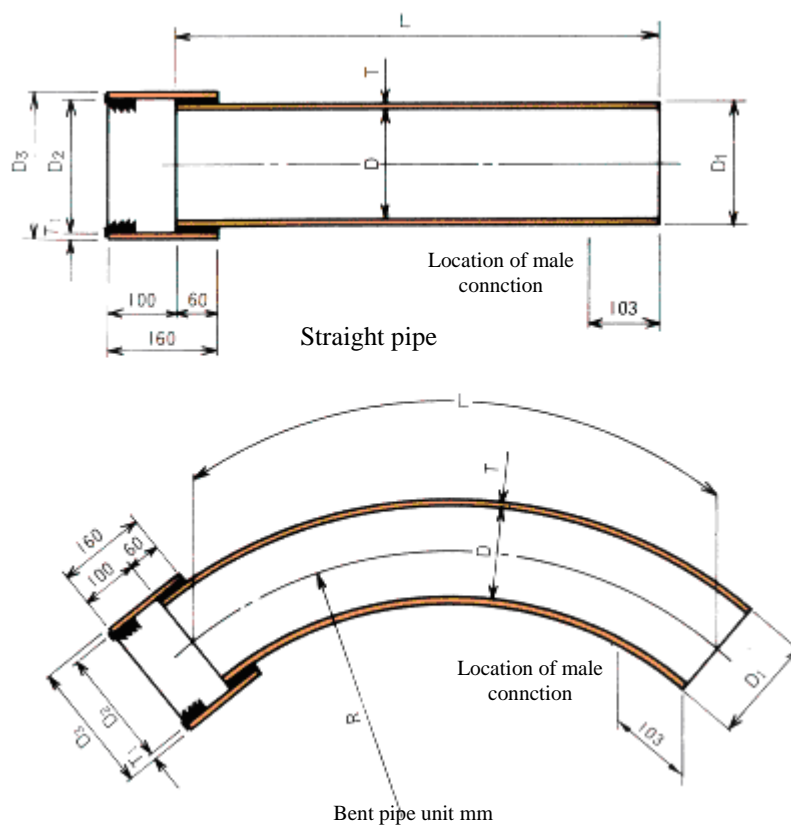 L
T
D3
D2
D
D1
T1
Location of male
connction
100
60
103
160
Straight pipe
L
T
160
60
100
D
Location of male
connction
D1
D2
D3
R
103
T1
Bent pipe unit mm